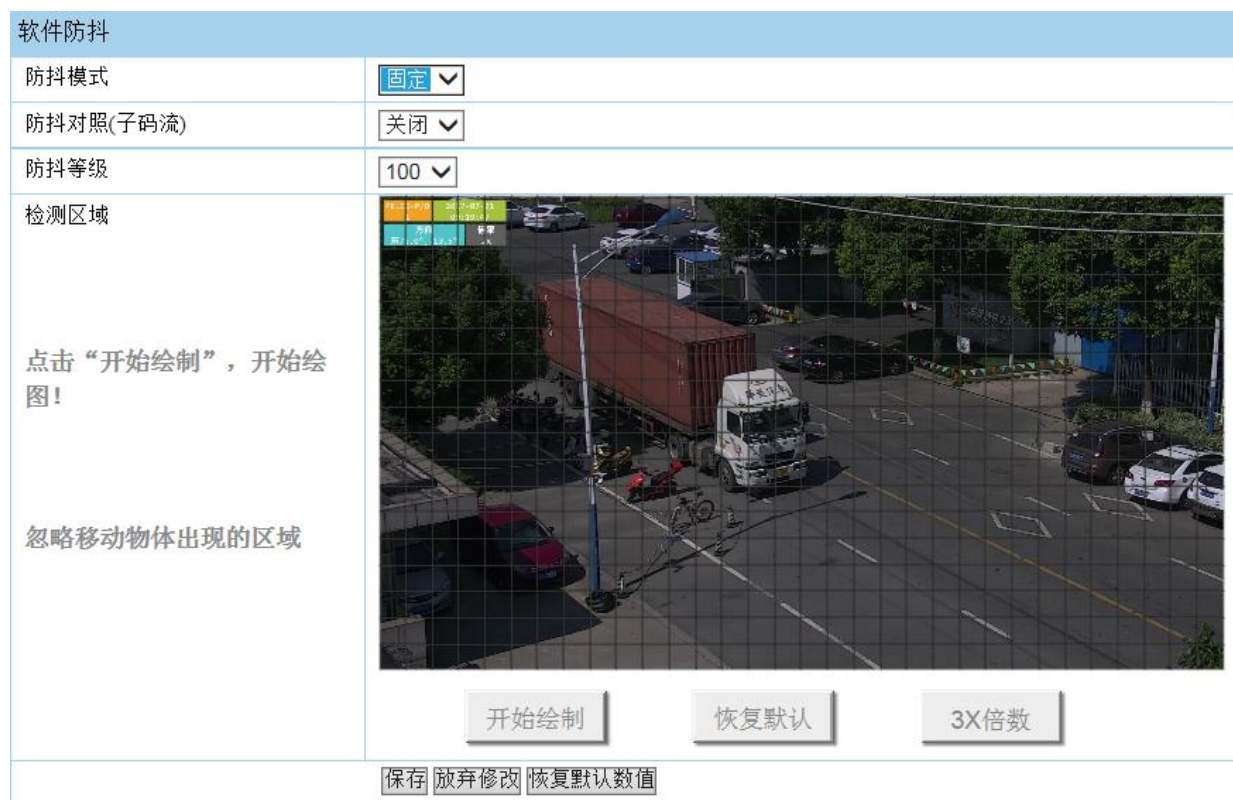 软件防抖
防抖模式
固定
防抖对照(子码流)
关闭
防抖等级
100
检测区域
点击“开始绘制”，开始绘
图!
忽略移动物体出现的区域
开始绘制
恢复默认
3X倍数
保存 放弃修改 恢复默认数值